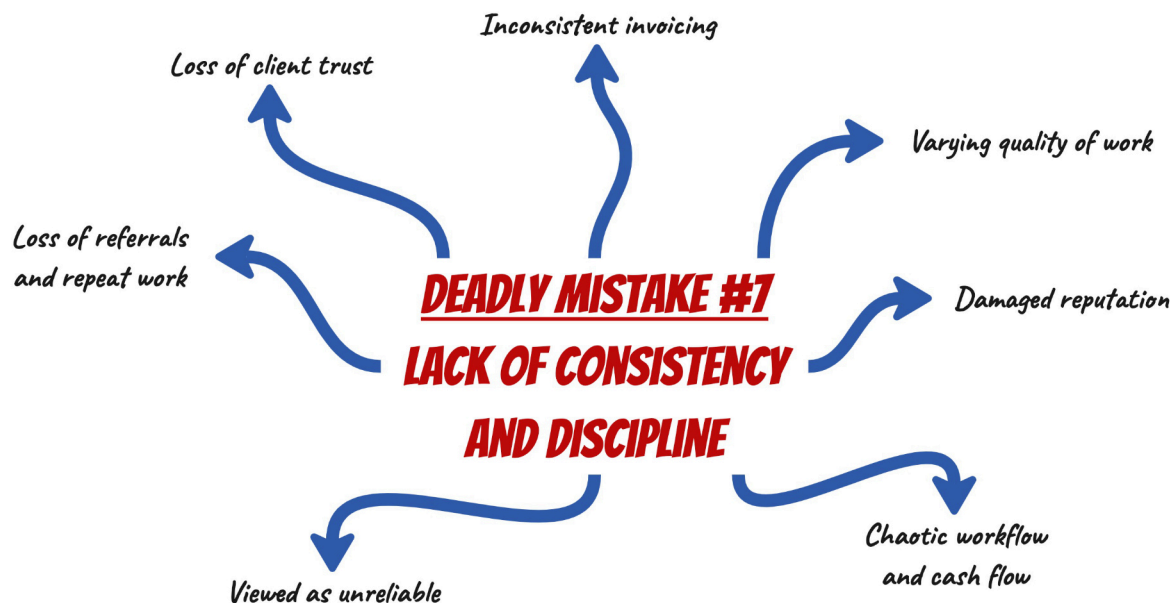 Inconsistent invoicing
Loss of client trust
Varying quality of work
Loss of referrals
and repeat work
DEADLY MISTAKE #7
LACK OF CONSISTENCY
AND DISCIPLINE
Damaged reputation
Chaotic workflow
and cash flow
Viewed as unreliable